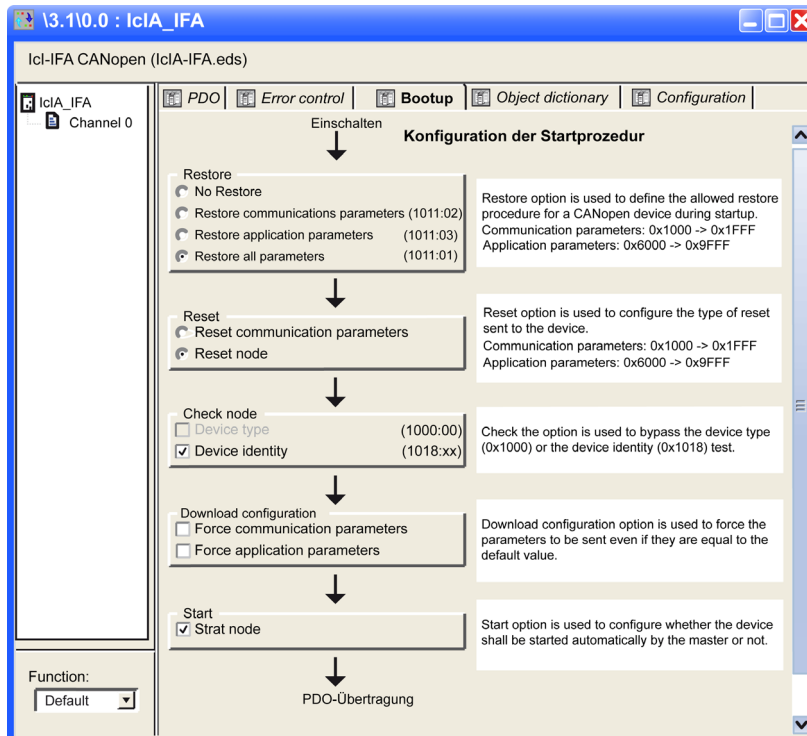 \3.1\0.0 : IclA_IFA
Icl-IFA CANopen (IclA-IFA.eds)
IclA_IFA
Channel 0
PDO
Error control
Bootup
Object dictionary
Configuration
Einschalten
Konfiguration der Startprozedur
Restore
No Restore
Restore communications parameters (1011:02)
Restore application parameters (1011:03)
Restore all parameters (1011:01)
Restore option is used to define the allowed restore
procedure for a CANopen device during startup.
Communication parameters: 0x1000 -> 0x1FFF
Application parameters: 0x6000 -> 0x9FFF
Reset
Reset communication parameters
Reset node
Reset option is used to configure the type of reset
sent to the device.
Communication parameters: 0x1000 -> 0x1FFF
Application parameters: 0x6000 -> 0x9FFF
Check node
Device type (1000:00)
Device identity (1018:xx)
Check the option is used to bypass the device type
(0x1000) or the device identity (0x1018) test.
Download configuration
Force communication parameters
Force application parameters
Download configuration option is used to force the
parameters to be sent even if they are equal to the
default value.
Start
Strat node
Start option is used to configure whether the device
shall be started automatically by the master or not.
PDO-Übertragung
Function:
Default